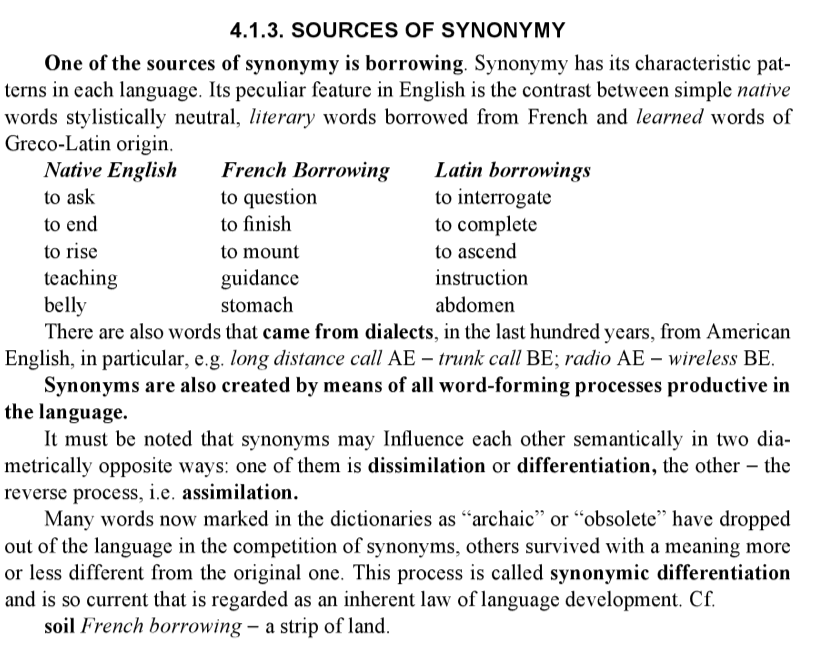 4.1.3. SOURCES OF SYNONYMY
One of the sources of synonymy is borrowing. Synonymy has its characteristic pat-
terns in each language. Its peculiar feature in English is the contrast between simple native
words stylistically neutral, literary words borrowed from French and learned words of
Greco-Latin origin.
Native English French Borrowing Latin borrowings
to ask to question to interrogate
to end to finish to complete
to rise to mount to ascend
teaching guidance instruction
belly stomach abdomen
There are also words that came from dialects, in the last hundred years, from American
English, in particular, e.g. long distance call AE – trunk call BE; radio AE – wireless BE.
Synonyms are also created by means of all word-forming processes productive in
the language.
It must be noted that synonyms may Influence each other semantically in two dia-
metrically opposite ways: one of them is dissimilation or differentiation, the other – the
reverse process, i.e. assimilation.
Many words now marked in the dictionaries as “archaic” or “obsolete” have dropped
out of the language in the competition of synonyms, others survived with a meaning more
or less different from the original one. This process is called synonymic differentiation
and is so current that is regarded as an inherent law of language development. Cf.
soil French borrowing – a strip of land.